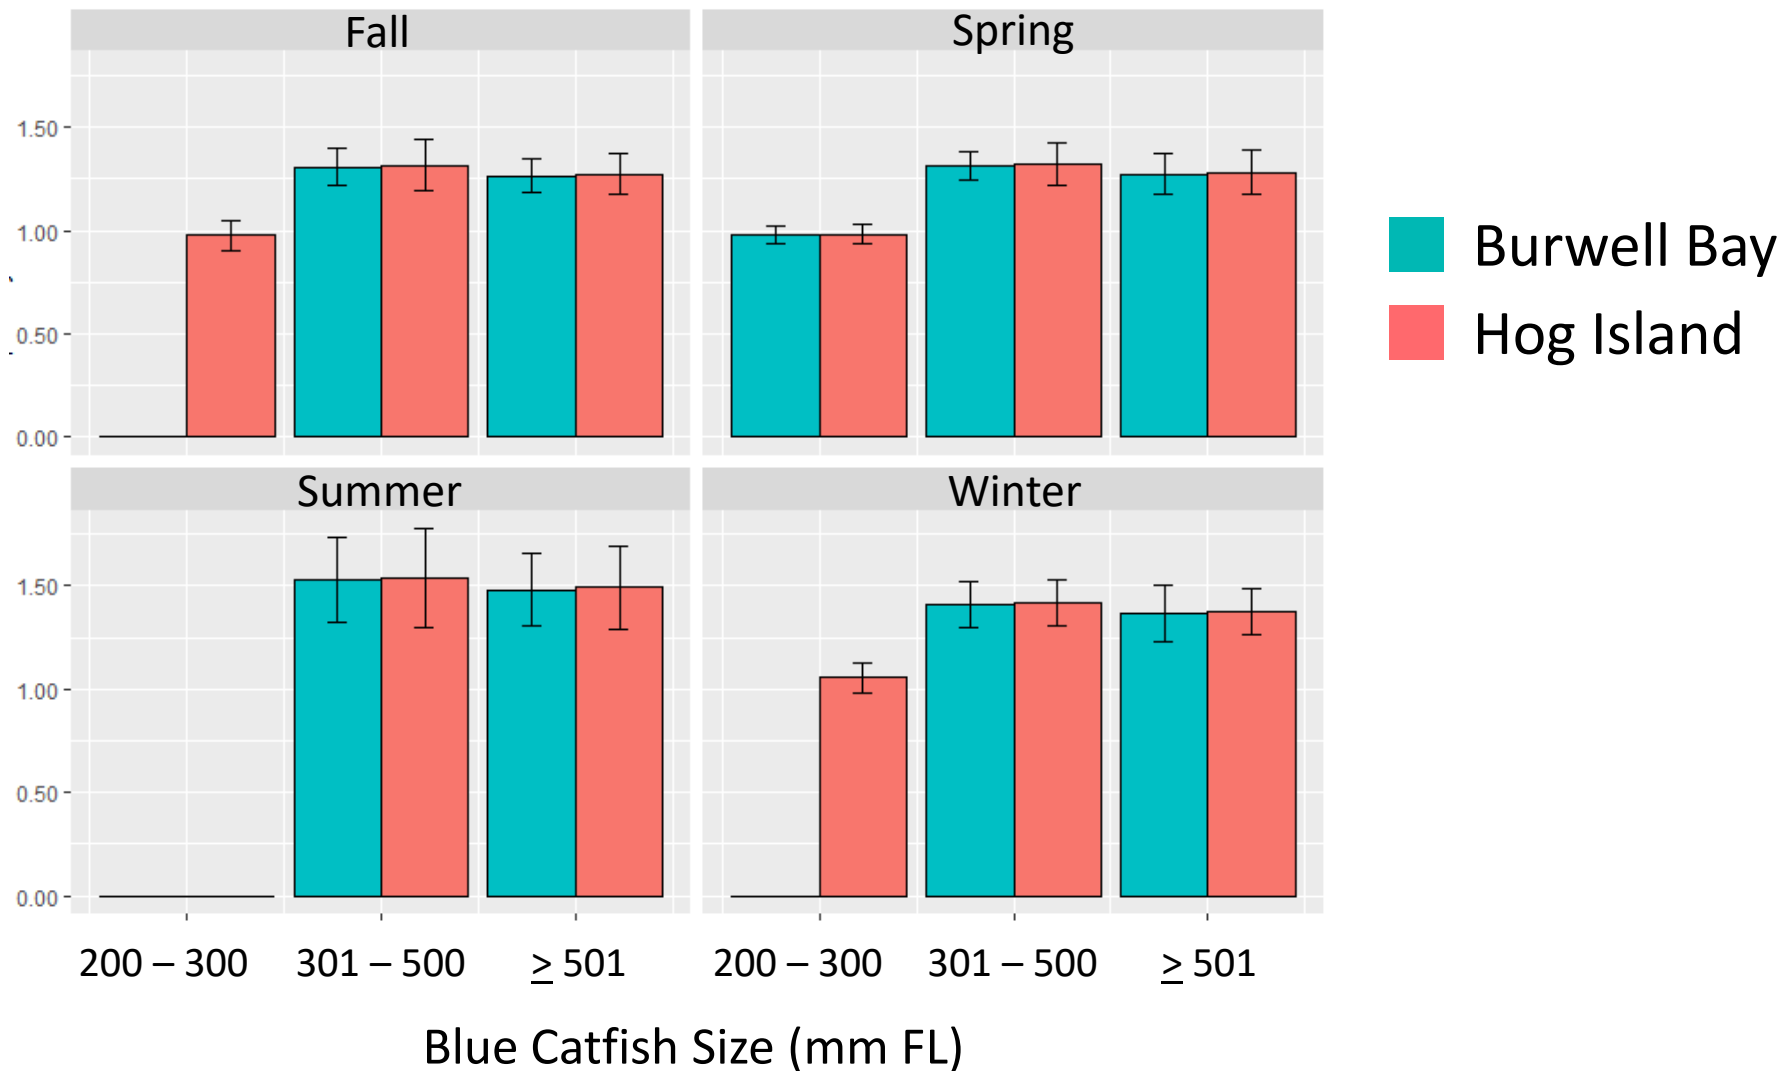 Fall
Spring
1.50
1.00
0.50
0.00
Burwell Bay
Hog Island
Summer
Winter
1.50
1.00
0.50
0.00
200 – 300 301 – 500 ≥ 501 200 – 300 301 – 500 ≥ 501
Blue Catfish Size (mm FL)